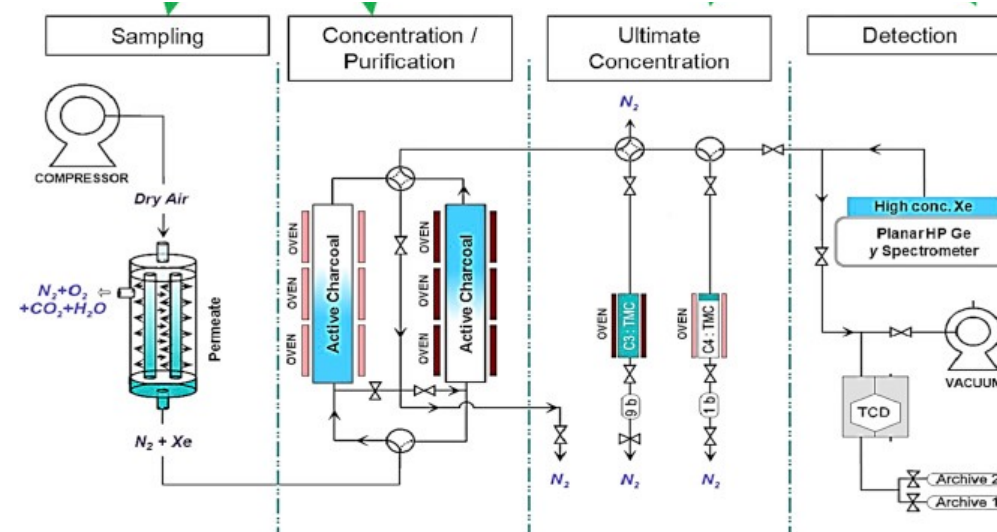 Sampling
Concentration /
Purification
Ultimate
Concentration
Detection
COMPRESSOR
Dry Air
N₂+O₂
+CO₂+H₂O
Permeate
N₂ + Xe
OVEN
OVEN
OVEN
Active Charcoal
OVEN
OVEN
OVEN
Active Charcoal
N₂
N₂
OVEN
C3 : TMC
9 b
N₂
OVEN
C4 : TMC
1 b
N₂
High conc. Xe
Planar HP Ge
γ Spectrometer
VACUUM
TCD
Archive 2
Archive 1